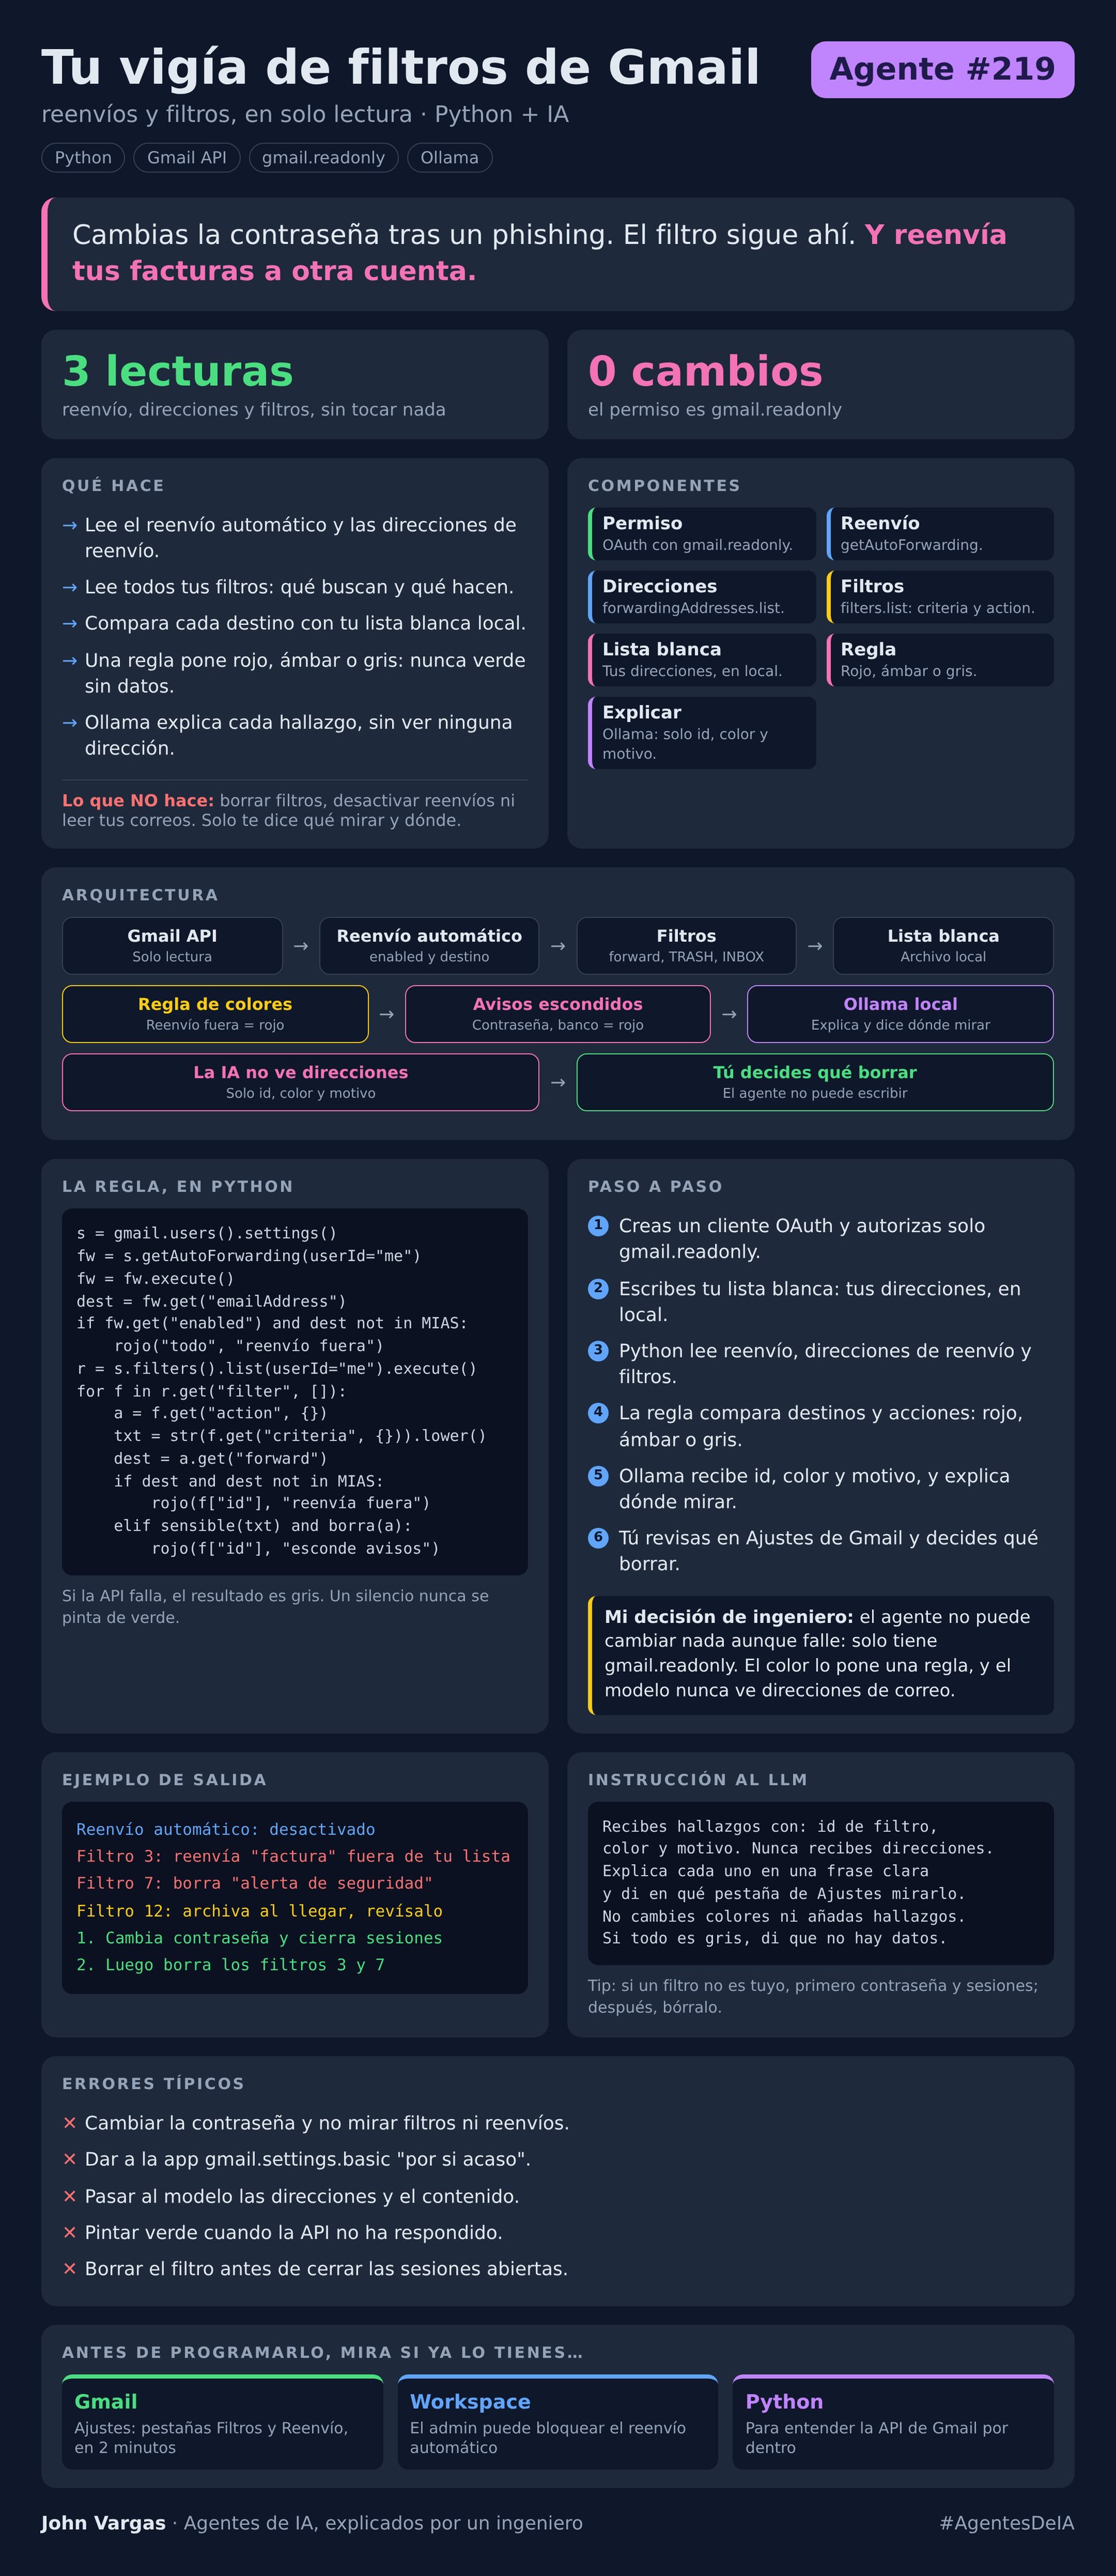 Tu vigía de filtros de Gmail
Agente #219
reenvíos y filtros, en solo lectura · Python + IA
Python
Gmail API
gmail.readonly
Ollama
Cambias la contraseña tras un phishing. El filtro sigue ahí. Y reenvía
tus facturas a otra cuenta.
3 lecturas
reenvío, direcciones y filtros, sin tocar nada
0 cambios
el permiso es gmail.readonly
QUÉ HACE
→ Lee el reenvío automático y las direcciones de
reenvío.
→ Lee todos tus filtros: qué buscan y qué hacen.
→ Compara cada destino con tu lista blanca local.
→ Una regla pone rojo, ámbar o gris: nunca verde
sin datos.
→ Ollama explica cada hallazgo, sin ver ninguna
dirección.
Lo que NO hace: borrar filtros, desactivar reenvíos ni
leer tus correos. Solo te dice qué mirar y dónde.
COMPONENTES
Permiso
OAuth con gmail.readonly.
Reenvío
getAutoForwarding.
Direcciones
forwardingAddresses.list.
Filtros
filters.list: criteria y action.
Lista blanca
Tus direcciones, en local.
Regla
Rojo, ámbar o gris.
Explicar
Ollama: solo id, color y
motivo.
ARQUITECTURA
Gmail API
Solo lectura
→
Reenvío automático
enabled y destino
→
Filtros
forward, TRASH, INBOX
→
Lista blanca
Archivo local
Regla de colores
Reenvío fuera = rojo
→
Avisos escondidos
Contraseña, banco = rojo
→
Ollama local
Explica y dice dónde mirar
La IA no ve direcciones
Solo id, color y motivo
→
Tú decides qué borrar
El agente no puede escribir
LA REGLA, EN PYTHON
s = gmail.users().settings()
fw = s.getAutoForwarding(userId="me")
fw = fw.execute()
dest = fw.get("emailAddress")
if fw.get("enabled") and dest not in MIAS:
    rojo("todo", "reenvío fuera")
r = s.filters().list(userId="me").execute()
for f in r.get("filter", []):
    a = f.get("action", {})
    txt = str(f.get("criteria", {})).lower()
    dest = a.get("forward")
    if dest and dest not in MIAS:
        rojo(f["id"], "reenvía fuera")
    elif sensible(txt) and borra(a):
        rojo(f["id"], "esconde avisos")
Si la API falla, el resultado es gris. Un silencio nunca se
pinta de verde.
PASO A PASO
1 Creas un cliente OAuth y autorizas solo
gmail.readonly.
2 Escribes tu lista blanca: tus direcciones, en
local.
3 Python lee reenvío, direcciones de reenvío y
filtros.
4 La regla compara destinos y acciones: rojo,
ámbar o gris.
5 Ollama recibe id, color y motivo, y explica
dónde mirar.
6 Tú revisas en Ajustes de Gmail y decides qué
borrar.
Mi decisión de ingeniero: el agente no puede
cambiar nada aunque falle: solo tiene
gmail.readonly. El color lo pone una regla, y el
modelo nunca ve direcciones de correo.
EJEMPLO DE SALIDA
Reenvío automático: desactivado
Filtro 3: reenvía "factura" fuera de tu lista
Filtro 7: borra "alerta de seguridad"
Filtro 12: archiva al llegar, revísalo
1. Cambia contraseña y cierra sesiones
2. Luego borra los filtros 3 y 7
INSTRUCCIÓN AL LLM
Recibes hallazgos con: id de filtro,
color y motivo. Nunca recibes direcciones.
Explica cada uno en una frase clara
y di en qué pestaña de Ajustes mirarlo.
No cambies colores ni añadas hallazgos.
Si todo es gris, di que no hay datos.
Tip: si un filtro no es tuyo, primero contraseña y sesiones;
después, bórralo.
ERRORES TÍPICOS
✕ Cambiar la contraseña y no mirar filtros ni reenvíos.
✕ Dar a la app gmail.settings.basic "por si acaso".
✕ Pasar al modelo las direcciones y el contenido.
✕ Pintar verde cuando la API no ha respondido.
✕ Borrar el filtro antes de cerrar las sesiones abiertas.
ANTES DE PROGRAMARLO, MIRA SI YA LO TIENES…
Gmail
Ajustes: pestañas Filtros y Reenvío,
en 2 minutos
Workspace
El admin puede bloquear el reenvío
automático
Python
Para entender la API de Gmail por
dentro
John Vargas · Agentes de IA, explicados por un ingeniero
#AgentesDeIA